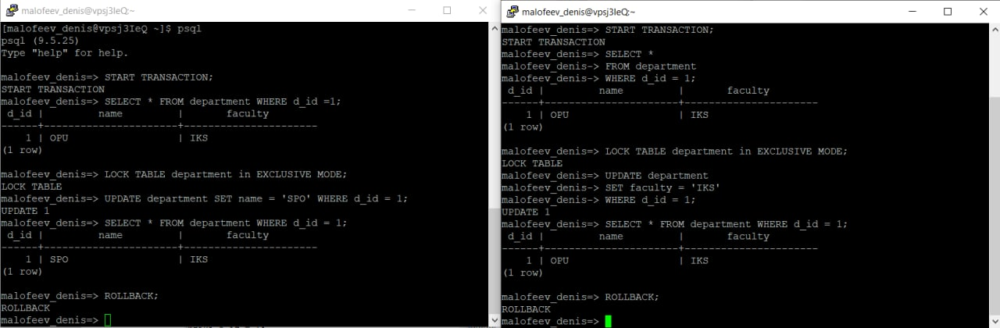 malofeev_denis@vpsj3IeQ:~
[malofeev_denis@vpsj3IeQ ~]$ psql
psql (9.5.25)
Type "help" for help.
malofeev_denis=> START TRANSACTION;
START TRANSACTION
malofeev_denis=> SELECT * FROM department WHERE d_id =1;
d_id | name | faculty
------+----------------------+----------------------
1 | OPU | IKS
(1 row)
malofeev_denis=> LOCK TABLE department in EXCLUSIVE MODE;
LOCK TABLE
malofeev_denis=> UPDATE department SET name = 'SPO' WHERE d_id = 1;
UPDATE 1
malofeev_denis=> SELECT * FROM department WHERE d_id = 1;
d_id | name | faculty
------+----------------------+----------------------
1 | SPO | IKS
(1 row)
malofeev_denis=> ROLLBACK;
ROLLBACK
malofeev_denis=>
malofeev_denis@vpsj3IeQ:~
malofeev_denis=> START TRANSACTION;
START TRANSACTION
malofeev_denis=> SELECT *
malofeev_denis-> FROM department
malofeev_denis-> WHERE d_id = 1;
d_id | name | faculty
------+----------------------+----------------------
1 | OPU | IKS
(1 row)
malofeev_denis=> LOCK TABLE department in EXCLUSIVE MODE;
LOCK TABLE
malofeev_denis=> UPDATE department
malofeev_denis-> SET faculty = 'IKS'
malofeev_denis-> WHERE d_id = 1;
UPDATE 1
malofeev_denis=> SELECT * FROM department WHERE d_id = 1;
d_id | name | faculty
------+----------------------+----------------------
1 | OPU | IKS
(1 row)
malofeev_denis=> ROLLBACK;
ROLLBACK
malofeev_denis=>